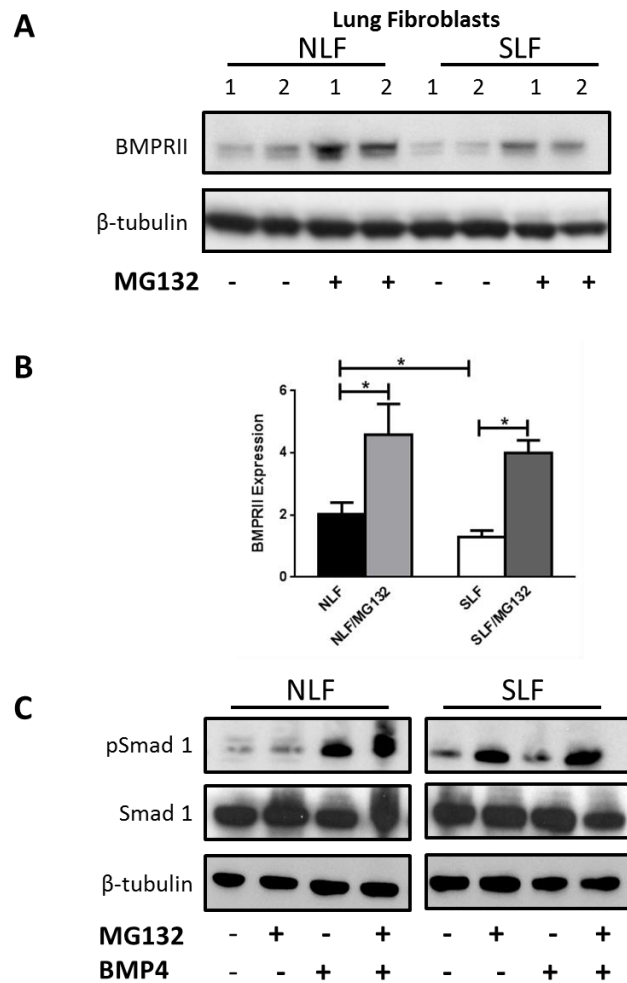 A
Lung Fibroblasts
NLF SLF
1 2 1 2 1 2 1 2
BMPRII
β-tubulin
MG132 - - + + - - + +
B
*
* *
6
4
2
0
BMPRII Expression
NLF NLF/MG132 SLF SLF/MG132
C
NLF SLF
pSmad 1
Smad 1
β-tubulin
MG132 - + - + - + - +
BMP4 - - + + - - + +